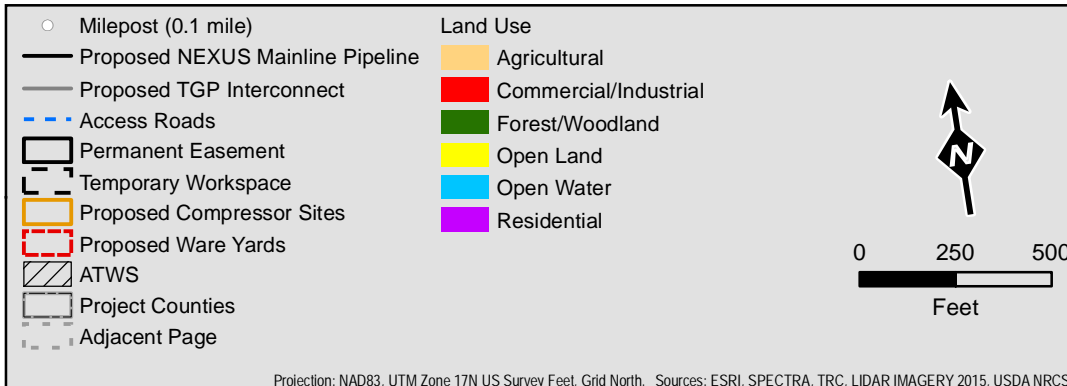 Milepost (0.1 mile)
Proposed NEXUS Mainline Pipeline
Proposed TGP Interconnect
Access Roads
Permanent Easement
Temporary Workspace
Proposed Compressor Sites
Proposed Ware Yards
ATWS
Project Counties
Adjacent Page
Land Use
Agricultural
Commercial/Industrial
Forest/Woodland
Open Land
Open Water
Residential
N
0 250 500
Feet
Projection: NAD83, UTM Zone 17N US Survey Feet, Grid North, Sources: ESRI, SPECTRA, TRC, LIDAR IMAGERY 2015, USDA NRCS